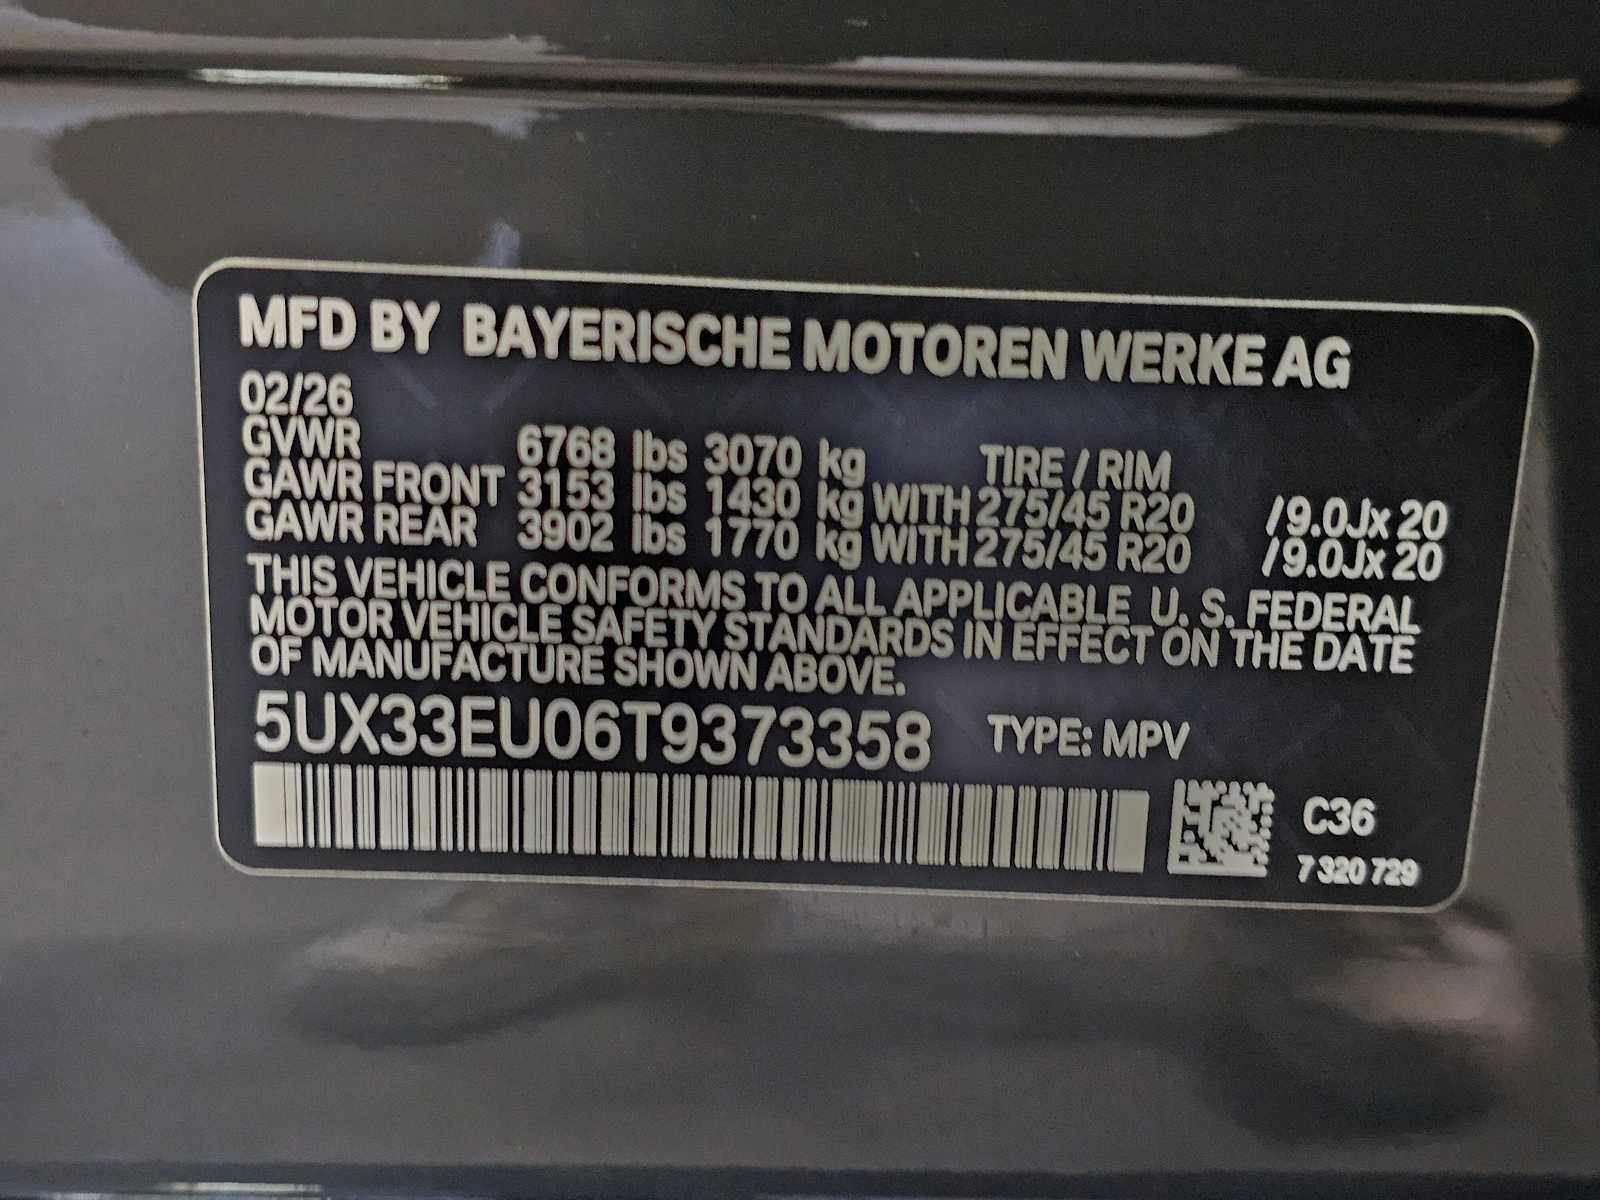 MFD BY BAYERISCHE MOTOREN WERKE AG
02/26
GVWR 6768 lbs 3070 kg TIRE / RIM
GAWR FRONT 3153 lbs 1430 kg WITH 275/45 R20 /9.0Jx 20
GAWR REAR 3902 lbs 1770 kg WITH 275/45 R20 /9.0Jx 20
THIS VEHICLE CONFORMS TO ALL APPLICABLE U. S. FEDERAL
MOTOR VEHICLE SAFETY STANDARDS IN EFFECT ON THE DATE
OF MANUFACTURE SHOWN ABOVE.
5UX33EU06T9373358 TYPE: MPV
C36
7 320 729